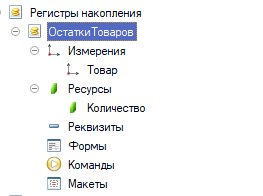 Регистры накопления
ОстаткиТоваров
Измерения
Товар
Ресурсы
Количество
Реквизиты
Формы
Команды
Макеты